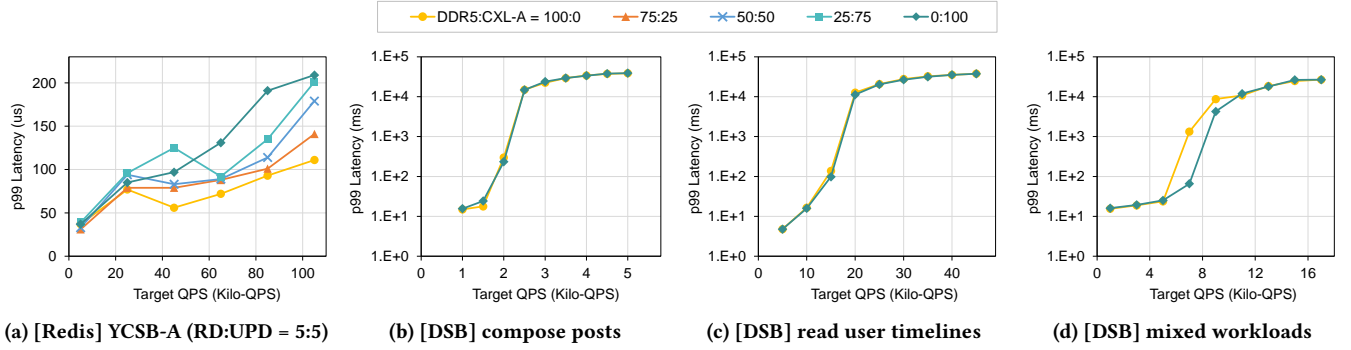 DDR5:CXL-A = 100:0 75:25 50:50 25:75 0:100
p99 Latency (us)
200
150
100
50
0
0 20 40 60 80 100
Target QPS (Kilo-QPS)
(a) [Redis] YCSB-A (RD:UPD = 5:5)
p99 Latency (ms)
1.E+5
1.E+4
1.E+3
1.E+2
1.E+1
1.E+0
0 1 2 3 4 5
Target QPS (Kilo-QPS)
(b) [DSB] compose posts
p99 Latency (ms)
1.E+5
1.E+4
1.E+3
1.E+2
1.E+1
1.E+0
0 10 20 30 40
Target QPS (Kilo-QPS)
(c) [DSB] read user timelines
p99 Latency (ms)
1.E+5
1.E+4
1.E+3
1.E+2
1.E+1
1.E+0
0 4 8 12 16
Target QPS (Kilo-QPS)
(d) [DSB] mixed workloads